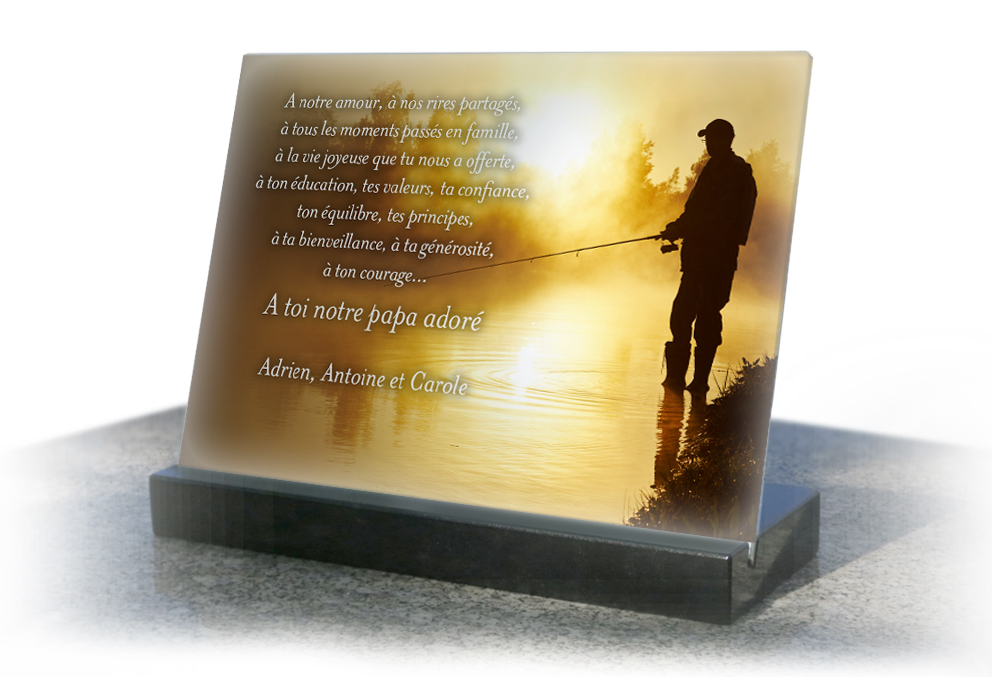 A notre amour, à nos rires partagés,
à tous les moments passés en famille,
à la vie joyeuse que tu nous a offerte,
à ton éducation, tes valeurs, ta confiance,
ton équilibre, tes principes,
à ta bienveillance, à ta générosité,
à ton courage...
A toi notre papa adoré
Adrien, Antoine et Carole